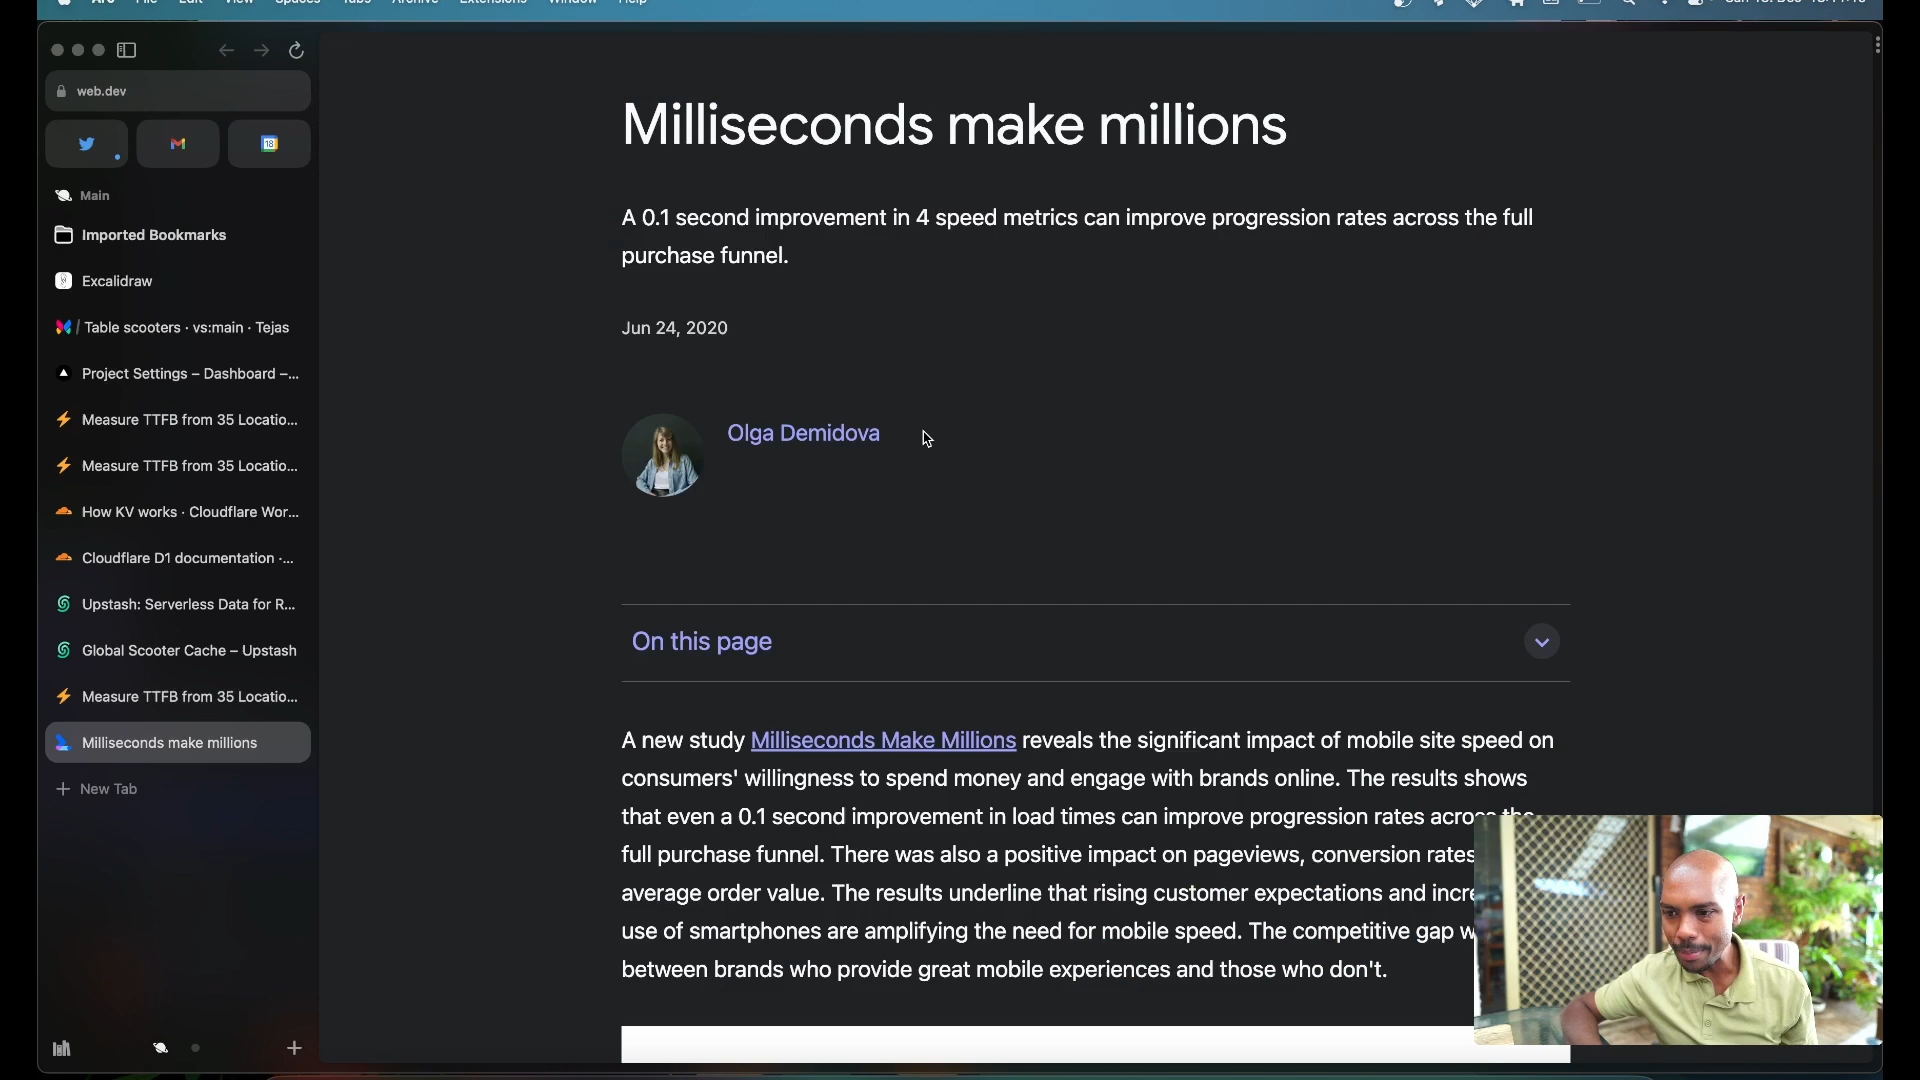 web.dev
18
Main
Imported Bookmarks
Excalidraw
/ Table scooters · vs:main · Tejas
Project Settings – Dashboard –...
Measure TTFB from 35 Locatio...
Measure TTFB from 35 Locatio...
How KV works · Cloudflare Wor...
Cloudflare D1 documentation ·...
Upstash: Serverless Data for R...
Global Scooter Cache – Upstash
Measure TTFB from 35 Locatio...
Milliseconds make millions
New Tab
Milliseconds make millions
A 0.1 second improvement in 4 speed metrics can improve progression rates across the full
purchase funnel.
Jun 24, 2020
Olga Demidova
On this page
A new study Milliseconds Make Millions reveals the significant impact of mobile site speed on
consumers' willingness to spend money and engage with brands online. The results shows
that even a 0.1 second improvement in load times can improve progression rates across the
full purchase funnel. There was also a positive impact on pageviews, conversion rates
average order value. The results underline that rising customer expectations and incre
use of smartphones are amplifying the need for mobile speed. The competitive gap w
between brands who provide great mobile experiences and those who don't.